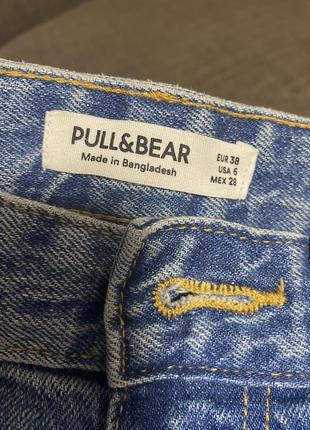 PULL&BEAR
Made in Bangladesh
EUR 38
USA 6
MEX 28